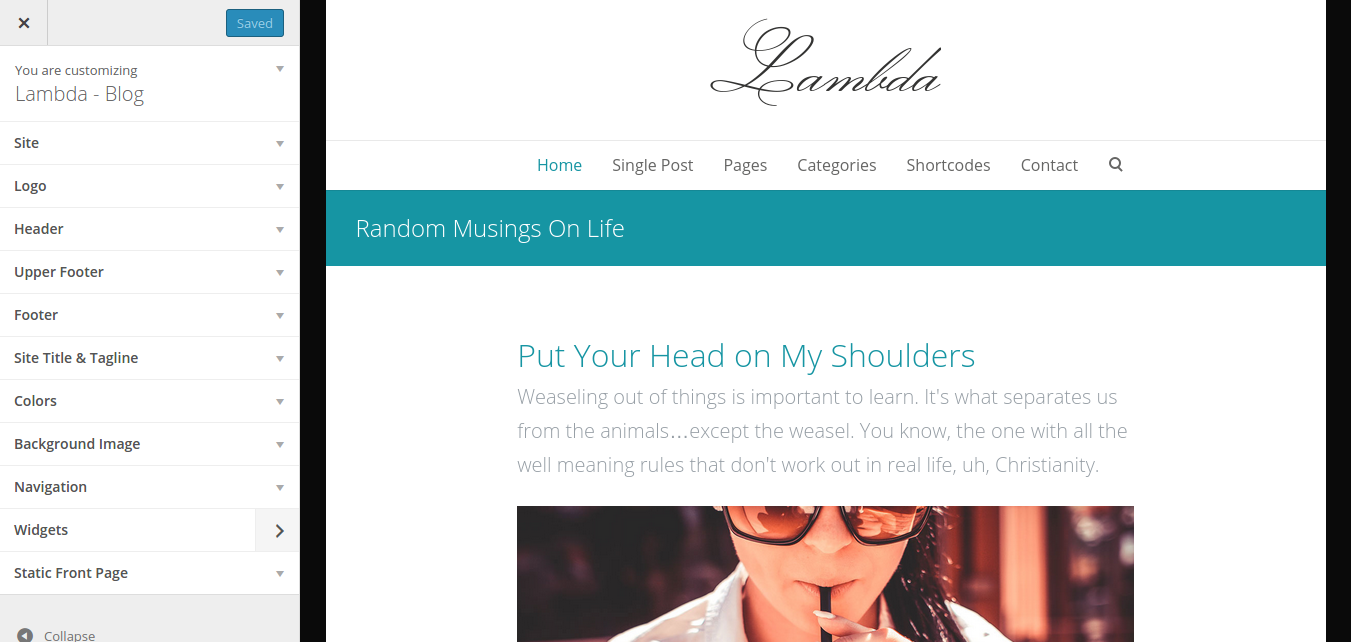 Saved
You are customizing
Lambda - Blog
Site
Logo
Header
Upper Footer
Footer
Site Title & Tagline
Colors
Background Image
Navigation
Widgets
Static Front Page
Collapse
Lambda
Home Single Post Pages Categories Shortcodes Contact
Random Musings On Life
Put Your Head on My Shoulders
Weaseling out of things is important to learn. It's what separates us
from the animals…except the weasel. You know, the one with all the
well meaning rules that don't work out in real life, uh, Christianity.